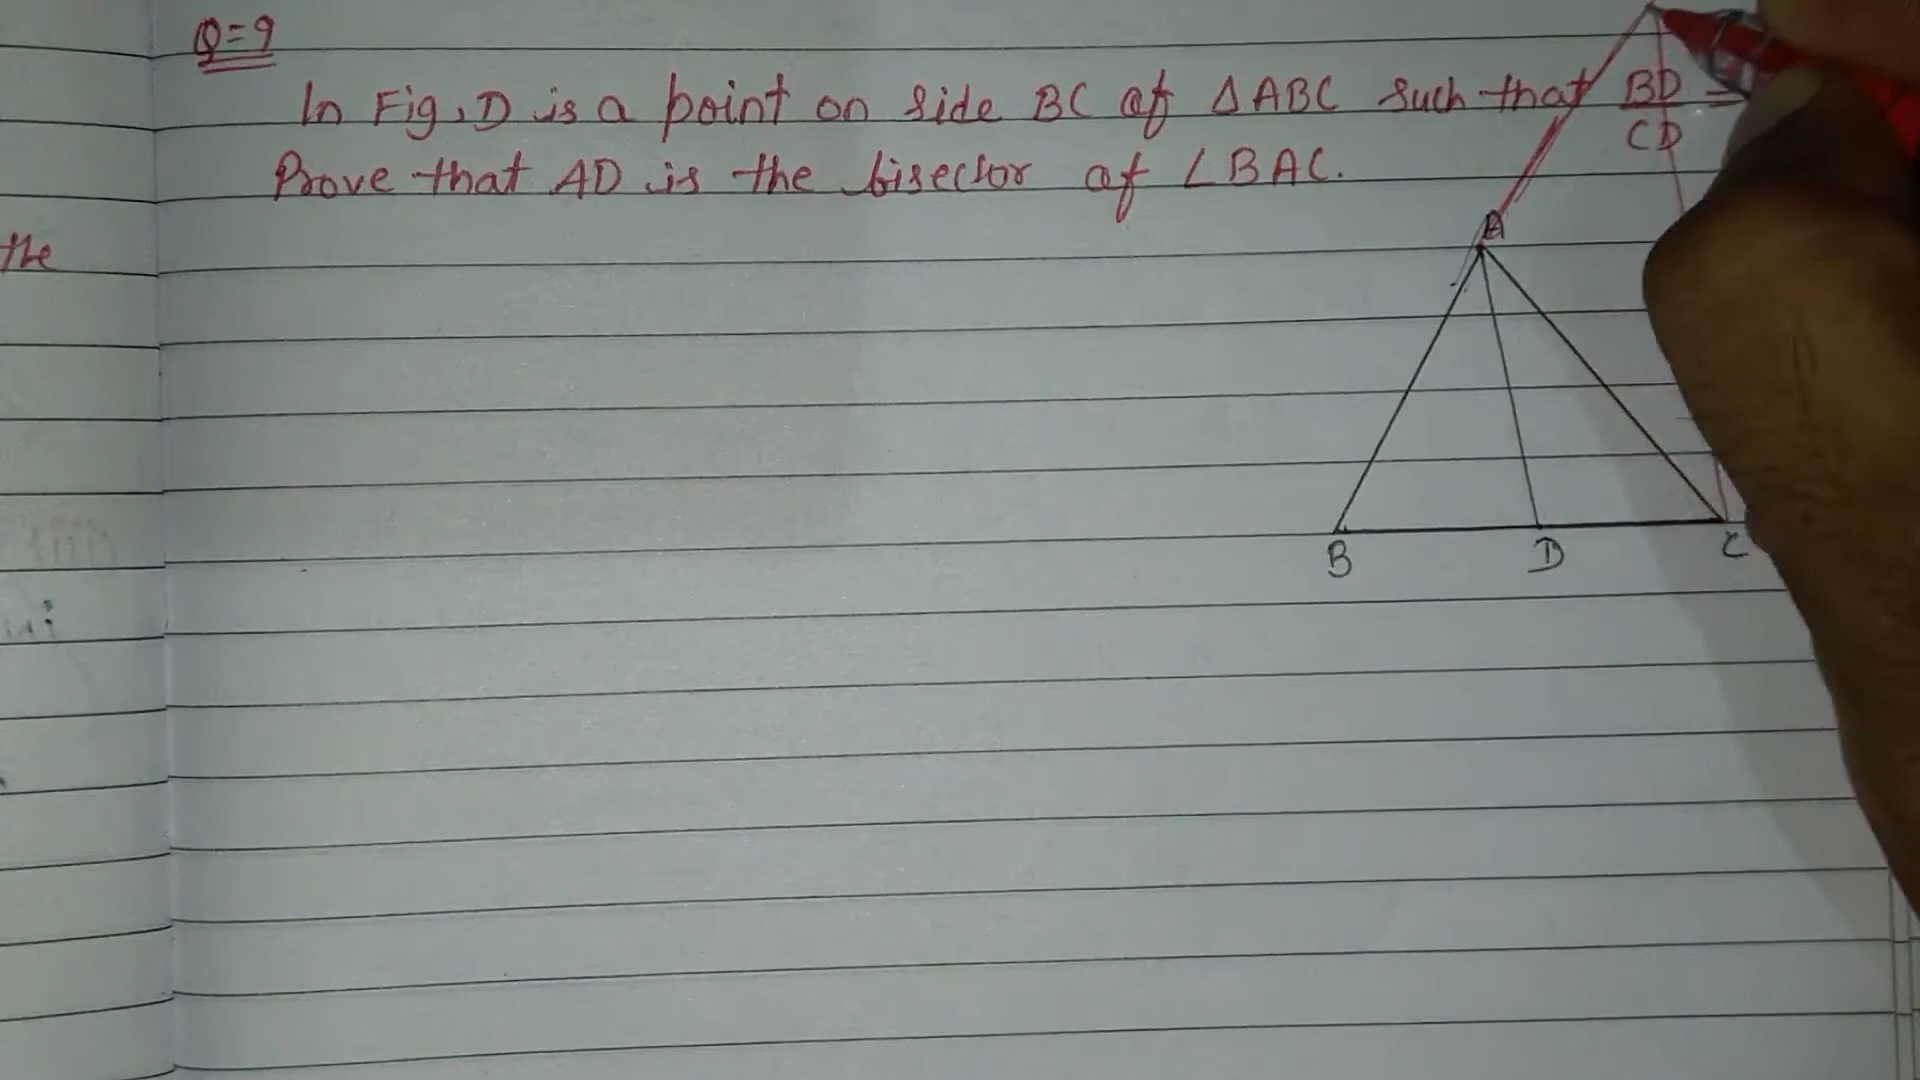 Q=9
In Fig, D is a point on side BC of △ABC such that BD =
CD
Prove that AD is the bisector of ∠BAC.
the
A
B D C